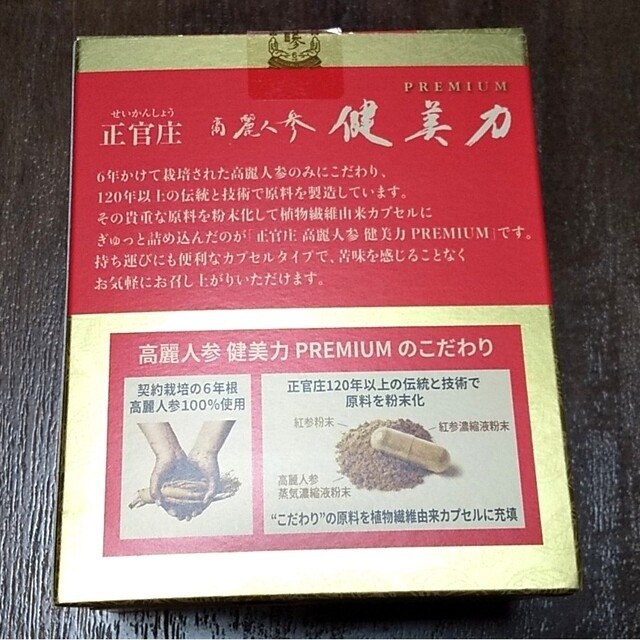 參
PREMIUM
せいかんしょう
正官庄 高麗人参 健美力
6年かけて栽培された高麗人参のみにこだわり、
120年以上の伝統と技術で原料を製造しています。
その貴重な原料を粉末化して植物繊維由来カプセルに
ぎゅっと詰め込んだのが「正官庄 高麗人参 健美力 PREMIUM」です。
持ち運びにも便利なカプセルタイプで、苦味を感じることなく
お気軽にお召し上がりいただけます。
高麗人参 健美力 PREMIUM のこだわり
契約栽培の6年根
高麗人参100%使用
正官庄120年以上の伝統と技術で
原料を粉末化
紅参粉末
紅参濃縮液粉末
高麗人参
蒸気濃縮液粉末
“こだわり”の原料を植物繊維由来カプセルに充填